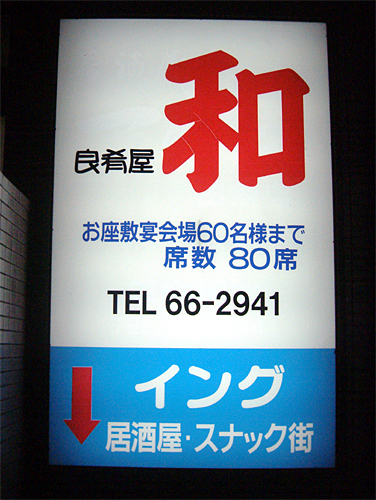 和
良肴屋
お座敷宴会場60名様まで
席数 80席
TEL 66-2941
イング
居酒屋・スナック街